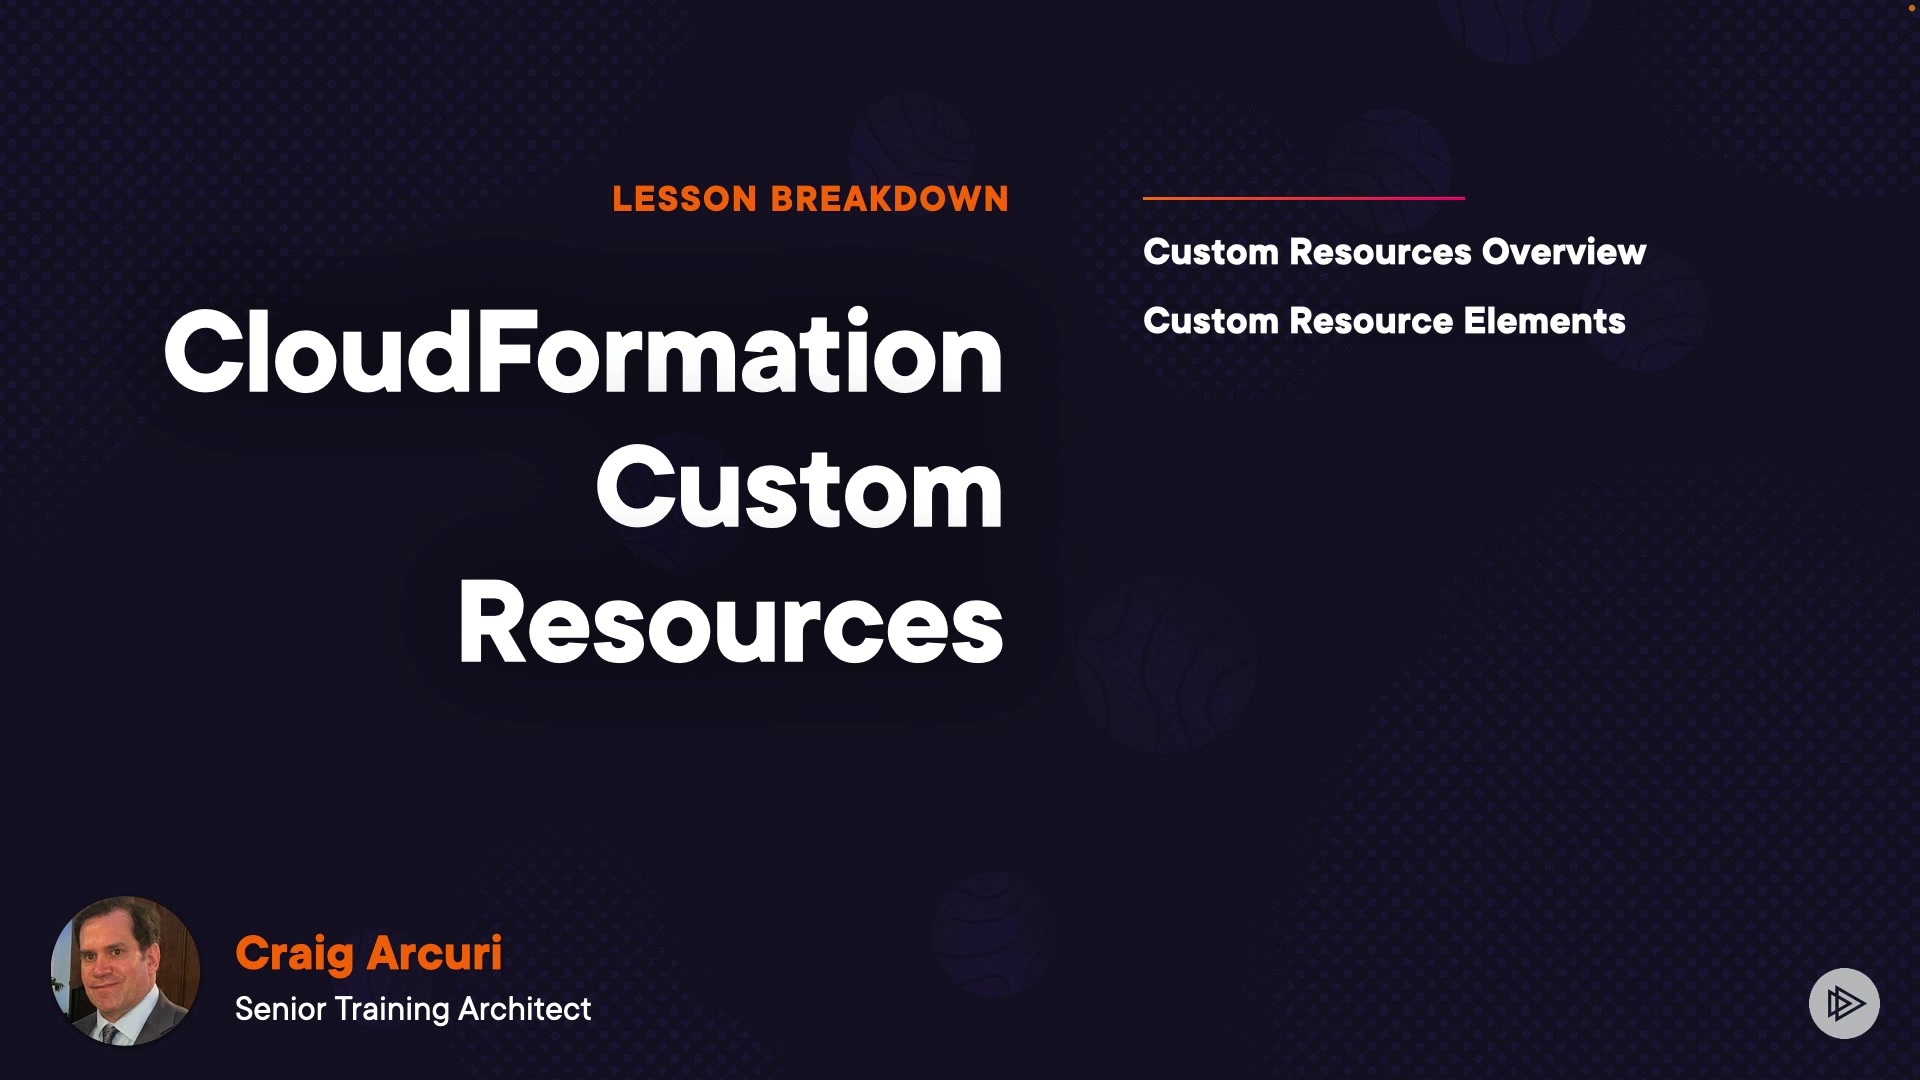 LESSON BREAKDOWN
CloudFormation
Custom
Resources
Custom Resources Overview
Custom Resource Elements
Craig Arcuri
Senior Training Architect